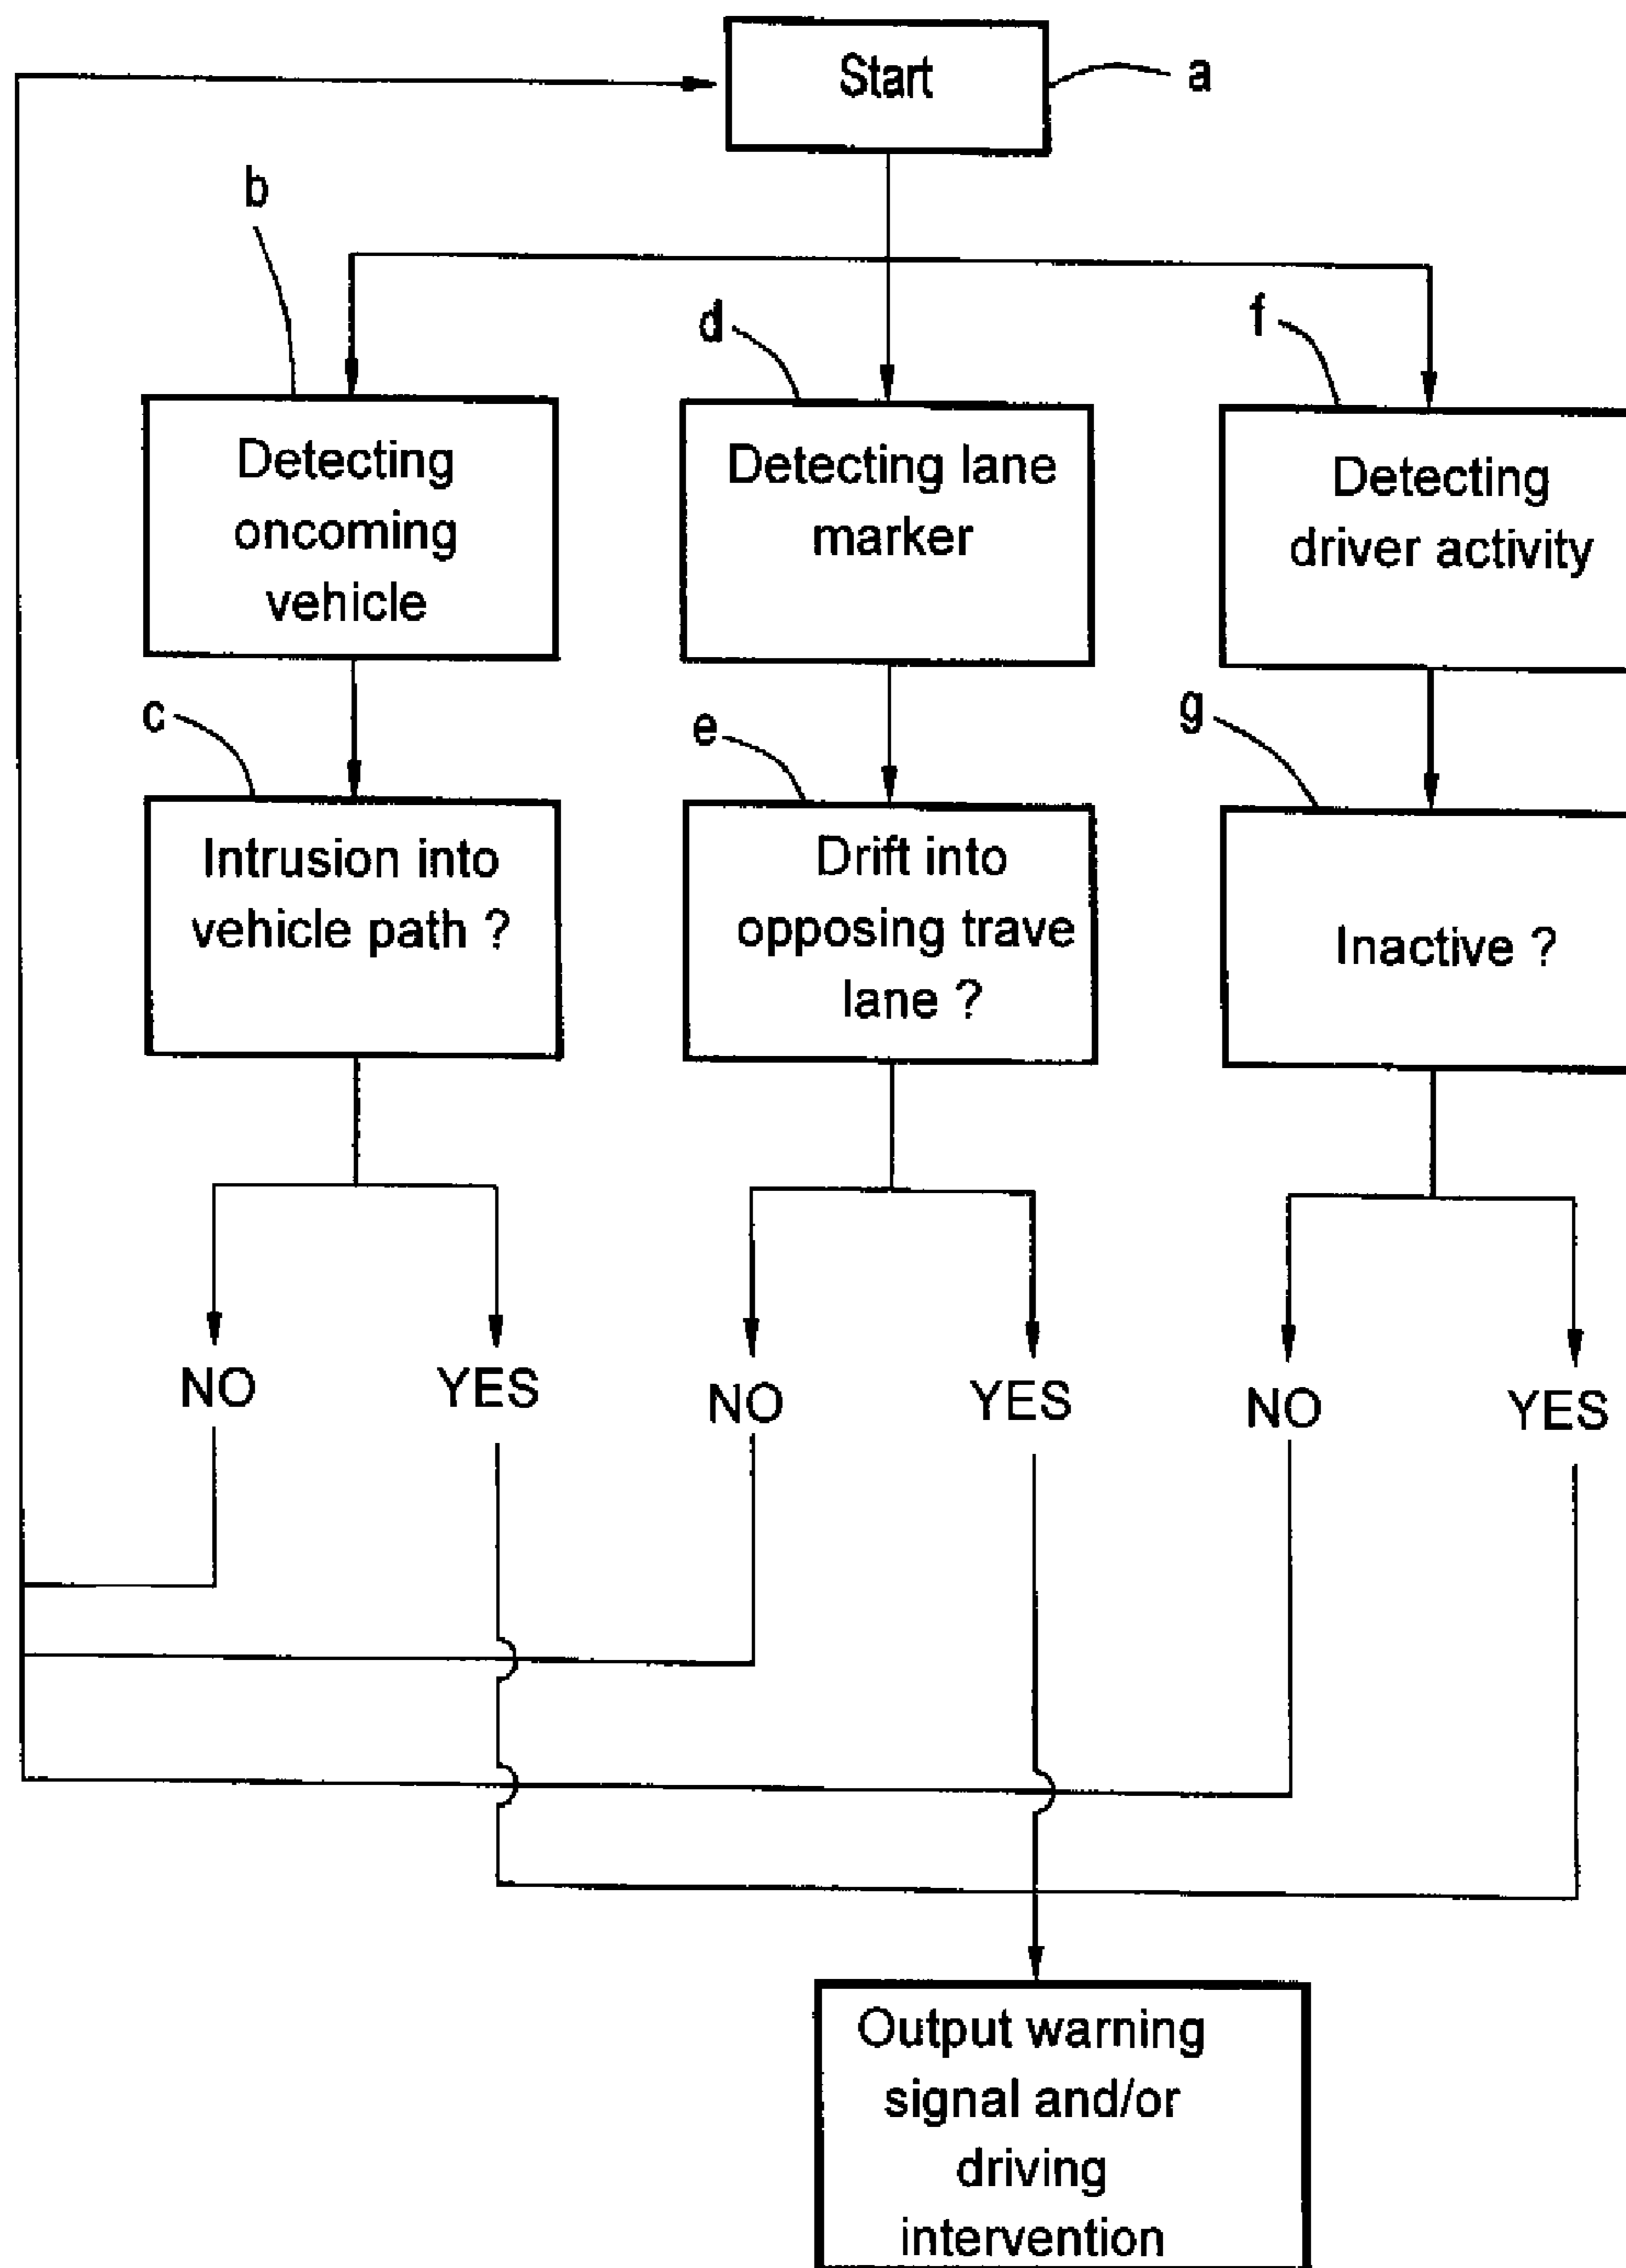 Start
a
b
d
f
Detecting
oncoming
vehicle
Detecting lane
marker
Detecting
driver activity
c
e
g
Intrusion into
vehicle path ?
Drift into
opposing trave
lane ?
Inactive ?
NO
YES
NO
YES
NO
YES
Output warning
signal and/or
driving
intervention